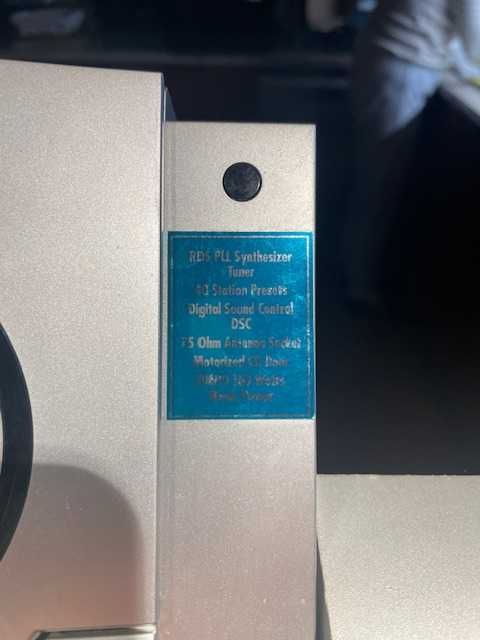 RDS PLL Synthesizer
Tuner
40 Station Presets
Digital Sound Control
DSC
75 Ohm Antenna Socket
Motorized CD Door
Watts
Music Power